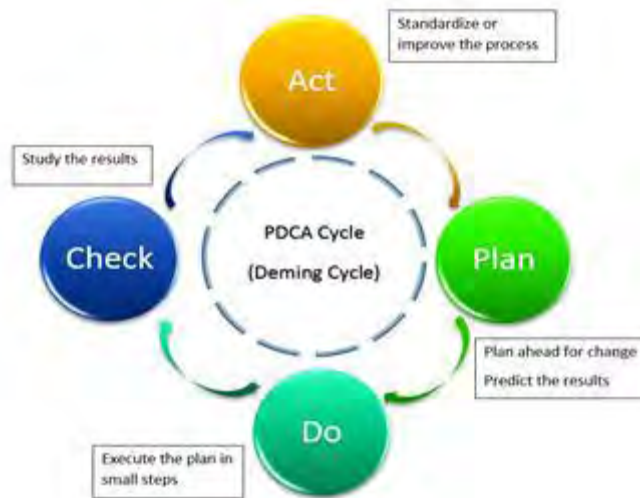 Act
Standardize or
improve the process
Study the results
Check
PDCA Cycle
(Deming Cycle)
Plan
Plan ahead for change
Predict the results
Do
Execute the plan in
small steps